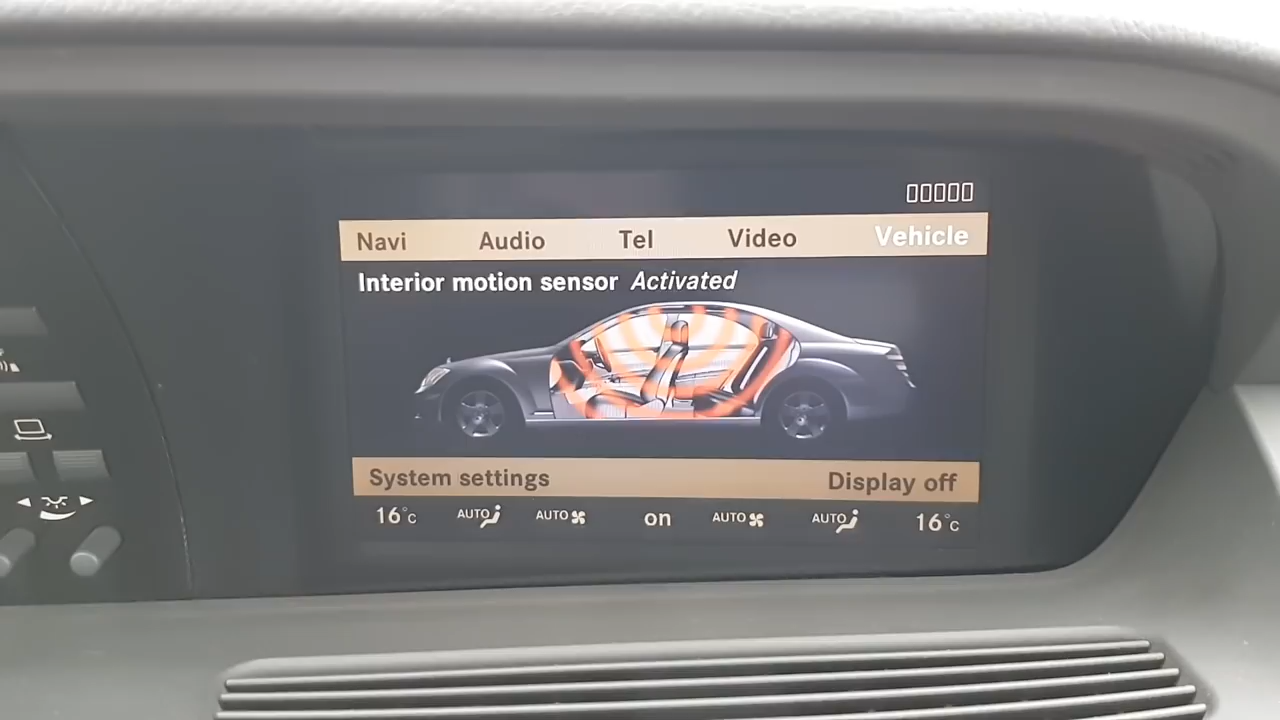 Navi Audio Tel Video Vehicle
Interior motion sensor Activated
System settings Display off
16°C AUTO AUTO on AUTO AUTO 16°C